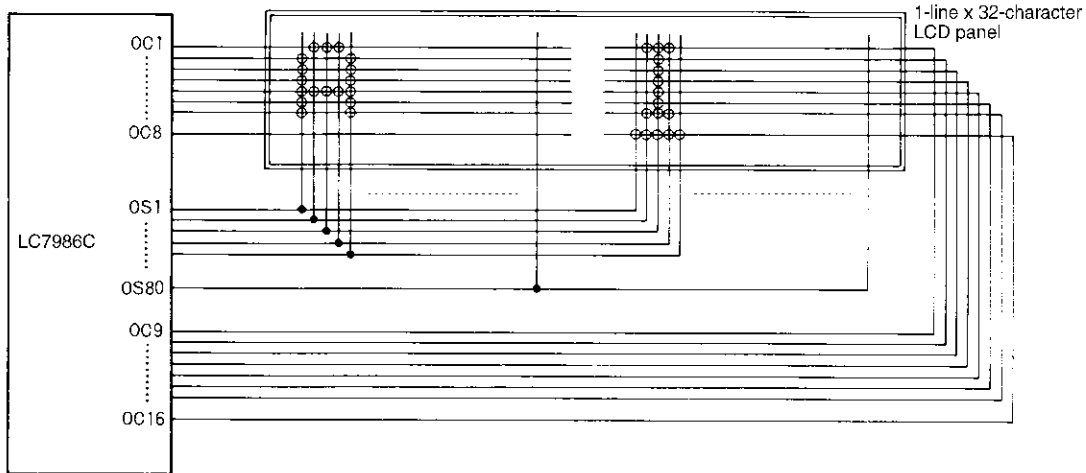 1-line x 32-character
LCD panel
OC1
OC8
OS1
LC7986C
OS80
OC9
OC16